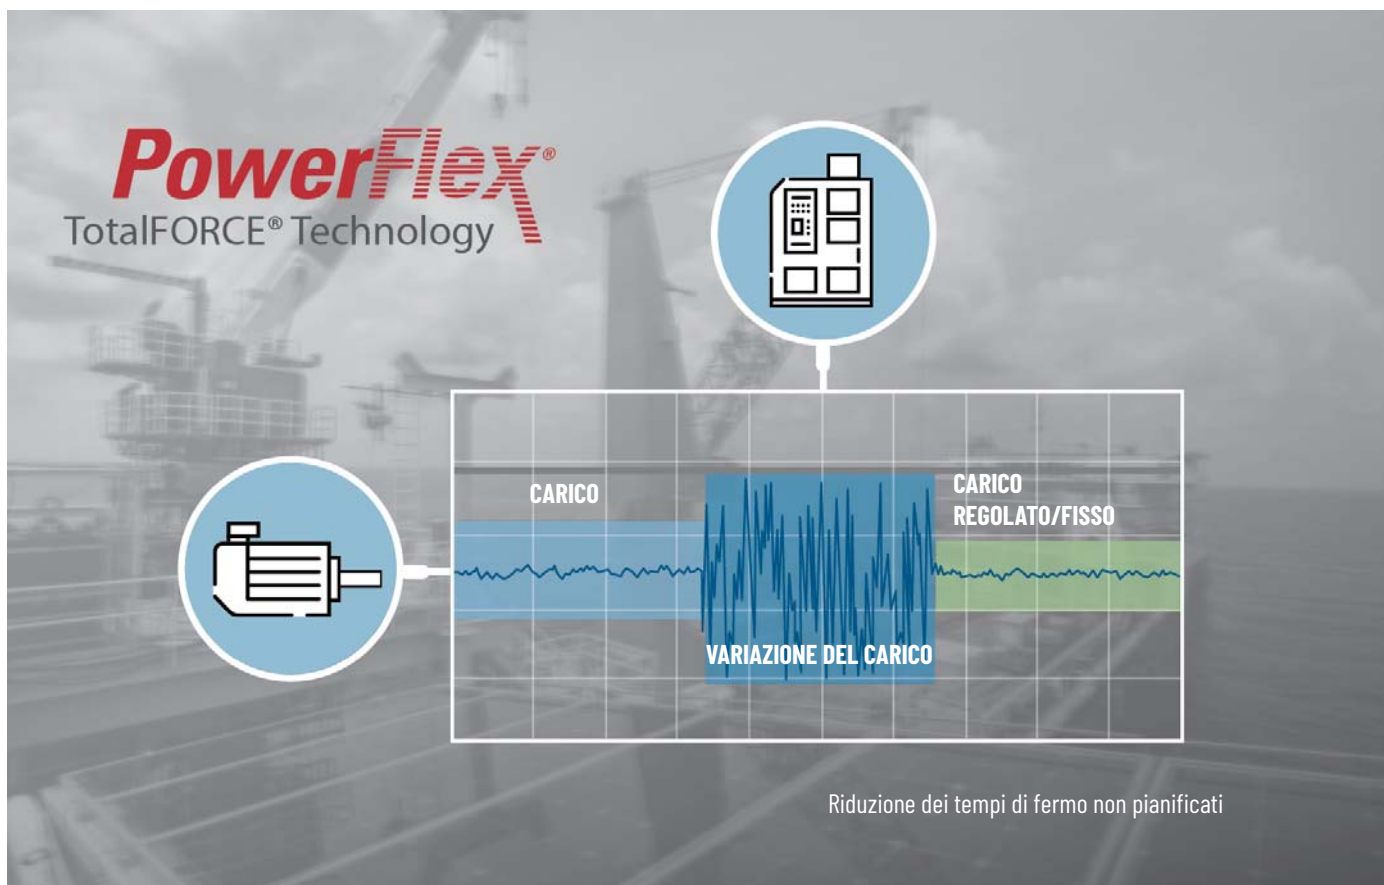 PowerFlex®
TotalFORCE® Technology
CARICO
CARICO
REGOLATO/FISSO
VARIAZIONE DEL CARICO
Riduzione dei tempi di fermo non pianificati